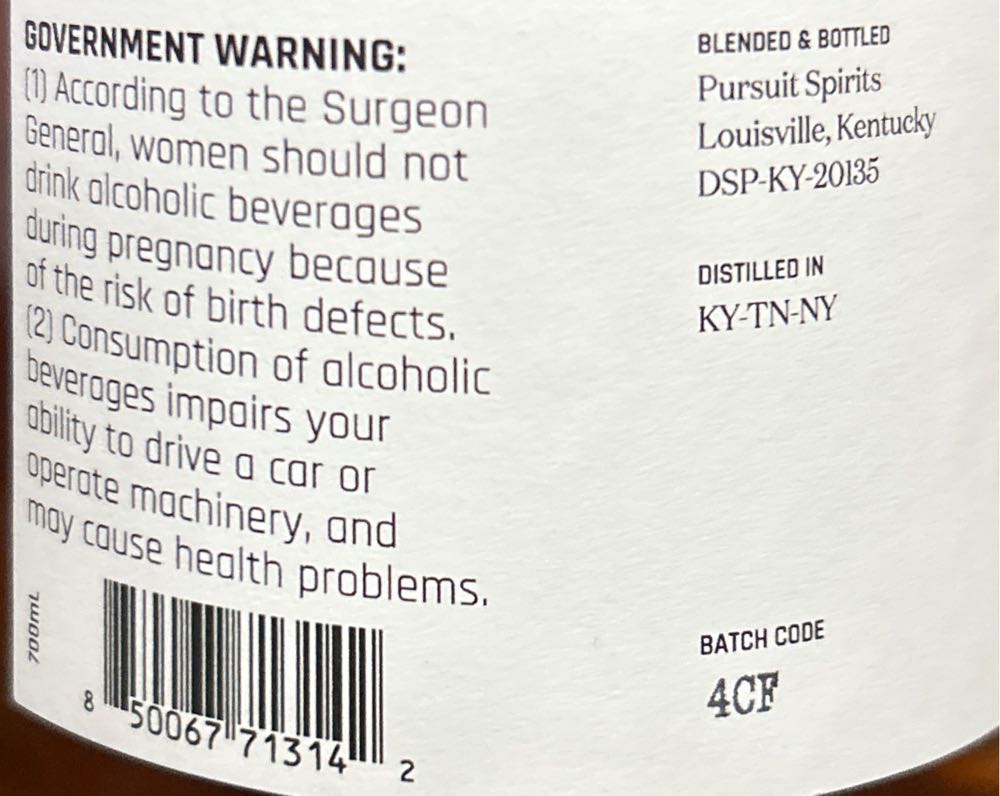 GOVERNMENT WARNING:
(1) According to the Surgeon
General, women should not
drink alcoholic beverages
during pregnancy because
of the risk of birth defects.
(2) Consumption of alcoholic
beverages impairs your
ability to drive a car or
operate machinery, and
may cause health problems.
700mL
8 50067 71314 2
BLENDED & BOTTLED
Pursuit Spirits
Louisville, Kentucky
DSP-KY-20135
DISTILLED IN
KY-TN-NY
BATCH CODE
4CF